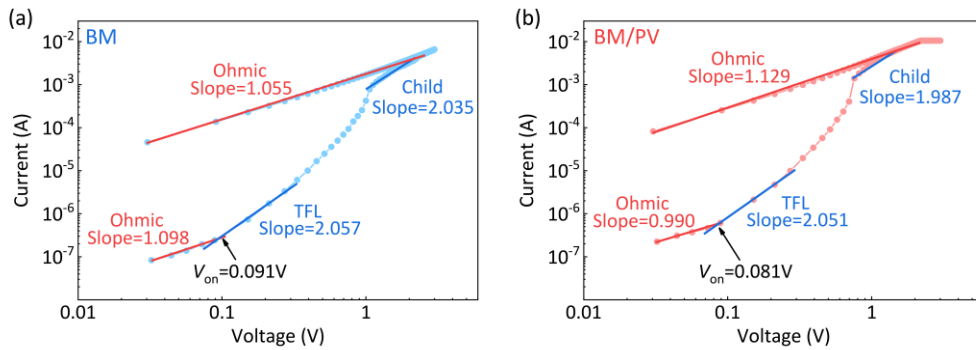 (a)
BM
10⁻²
10⁻³
10⁻⁴
10⁻⁵
10⁻⁶
10⁻⁷
Current (A)
Ohmic
Slope=1.055
Child
Slope=2.035
Ohmic
Slope=1.098
TFL
Slope=2.057
Von=0.091V
0.01
0.1
1
Voltage (V)
(b)
BM/PV
10⁻²
10⁻³
10⁻⁴
10⁻⁵
10⁻⁶
10⁻⁷
Current (A)
Ohmic
Slope=1.129
Child
Slope=1.987
Ohmic
Slope=0.990
TFL
Slope=2.051
Von=0.081V
0.01
0.1
1
Voltage (V)